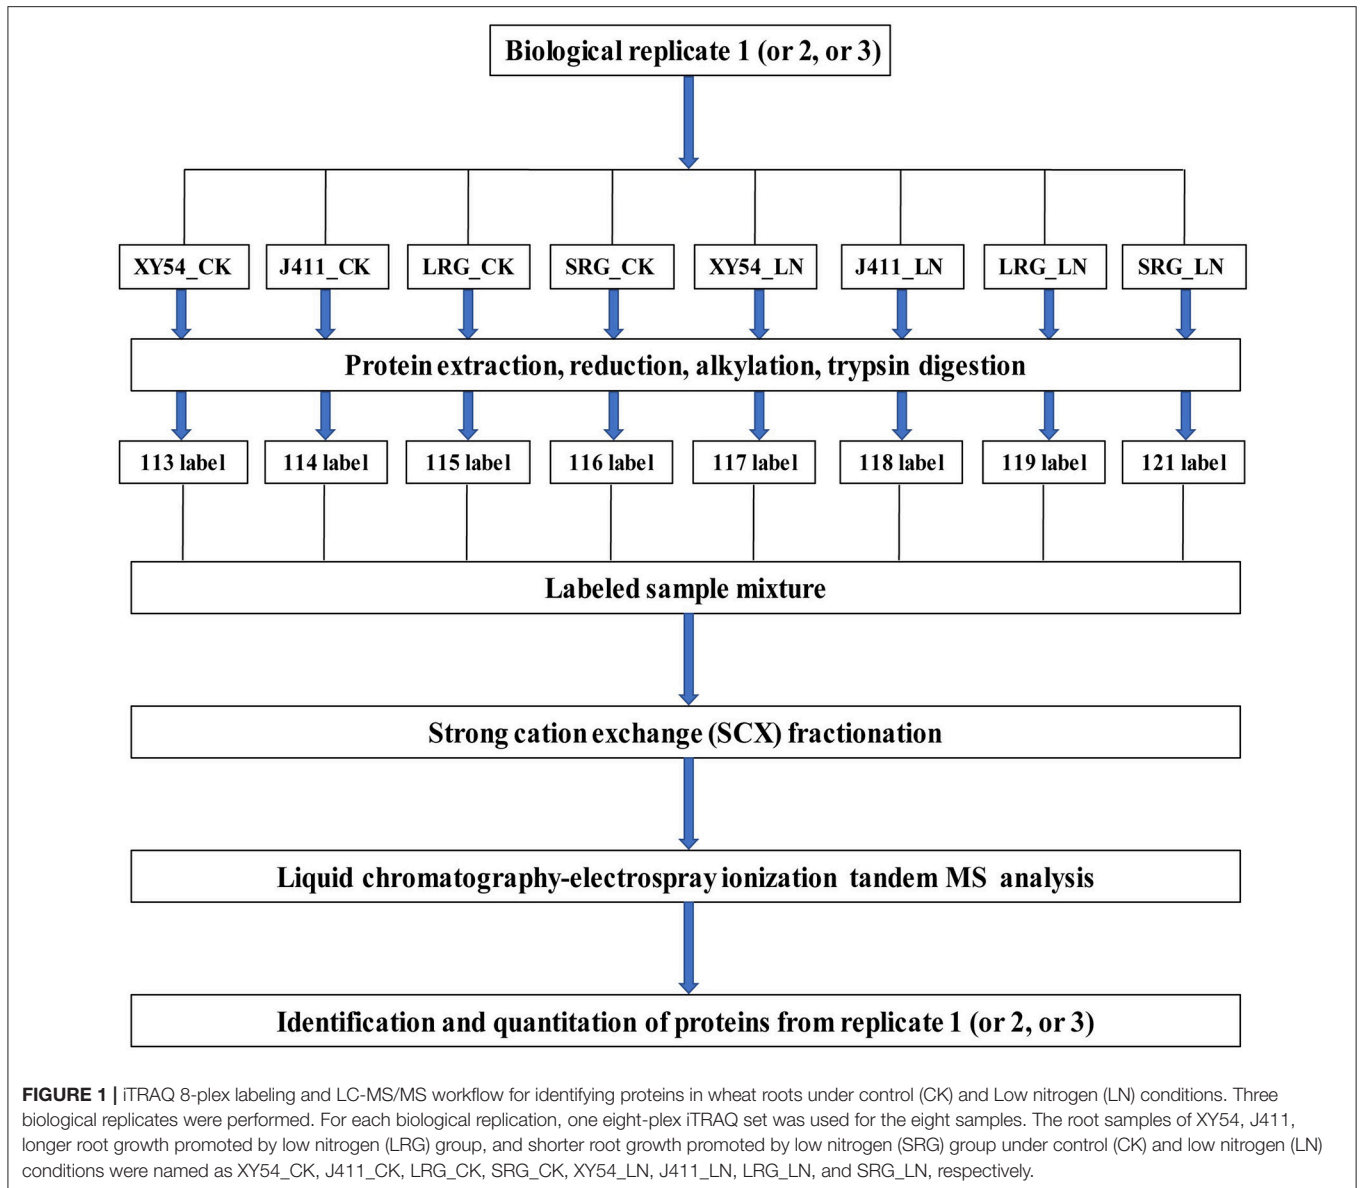 Biological replicate 1 (or 2, or 3)
XY54_CK J411_CK LRG_CK SRG_CK XY54_LN J411_LN LRG_LN SRG_LN
Protein extraction, reduction, alkylation, trypsin digestion
113 label 114 label 115 label 116 label 117 label 118 label 119 label 121 label
Labeled sample mixture
Strong cation exchange (SCX) fractionation
Liquid chromatography-electrospray ionization tandem MS analysis
Identification and quantitation of proteins from replicate 1 (or 2, or 3)
FIGURE 1 | iTRAQ 8-plex labeling and LC-MS/MS workflow for identifying proteins in wheat roots under control (CK) and Low nitrogen (LN) conditions. Three
biological replicates were performed. For each biological replication, one eight-plex iTRAQ set was used for the eight samples. The root samples of XY54, J411,
longer root growth promoted by low nitrogen (LRG) group, and shorter root growth promoted by low nitrogen (SRG) group under control (CK) and low nitrogen (LN)
conditions were named as XY54_CK, J411_CK, LRG_CK, SRG_CK, XY54_LN, J411_LN, LRG_LN, and SRG_LN, respectively.